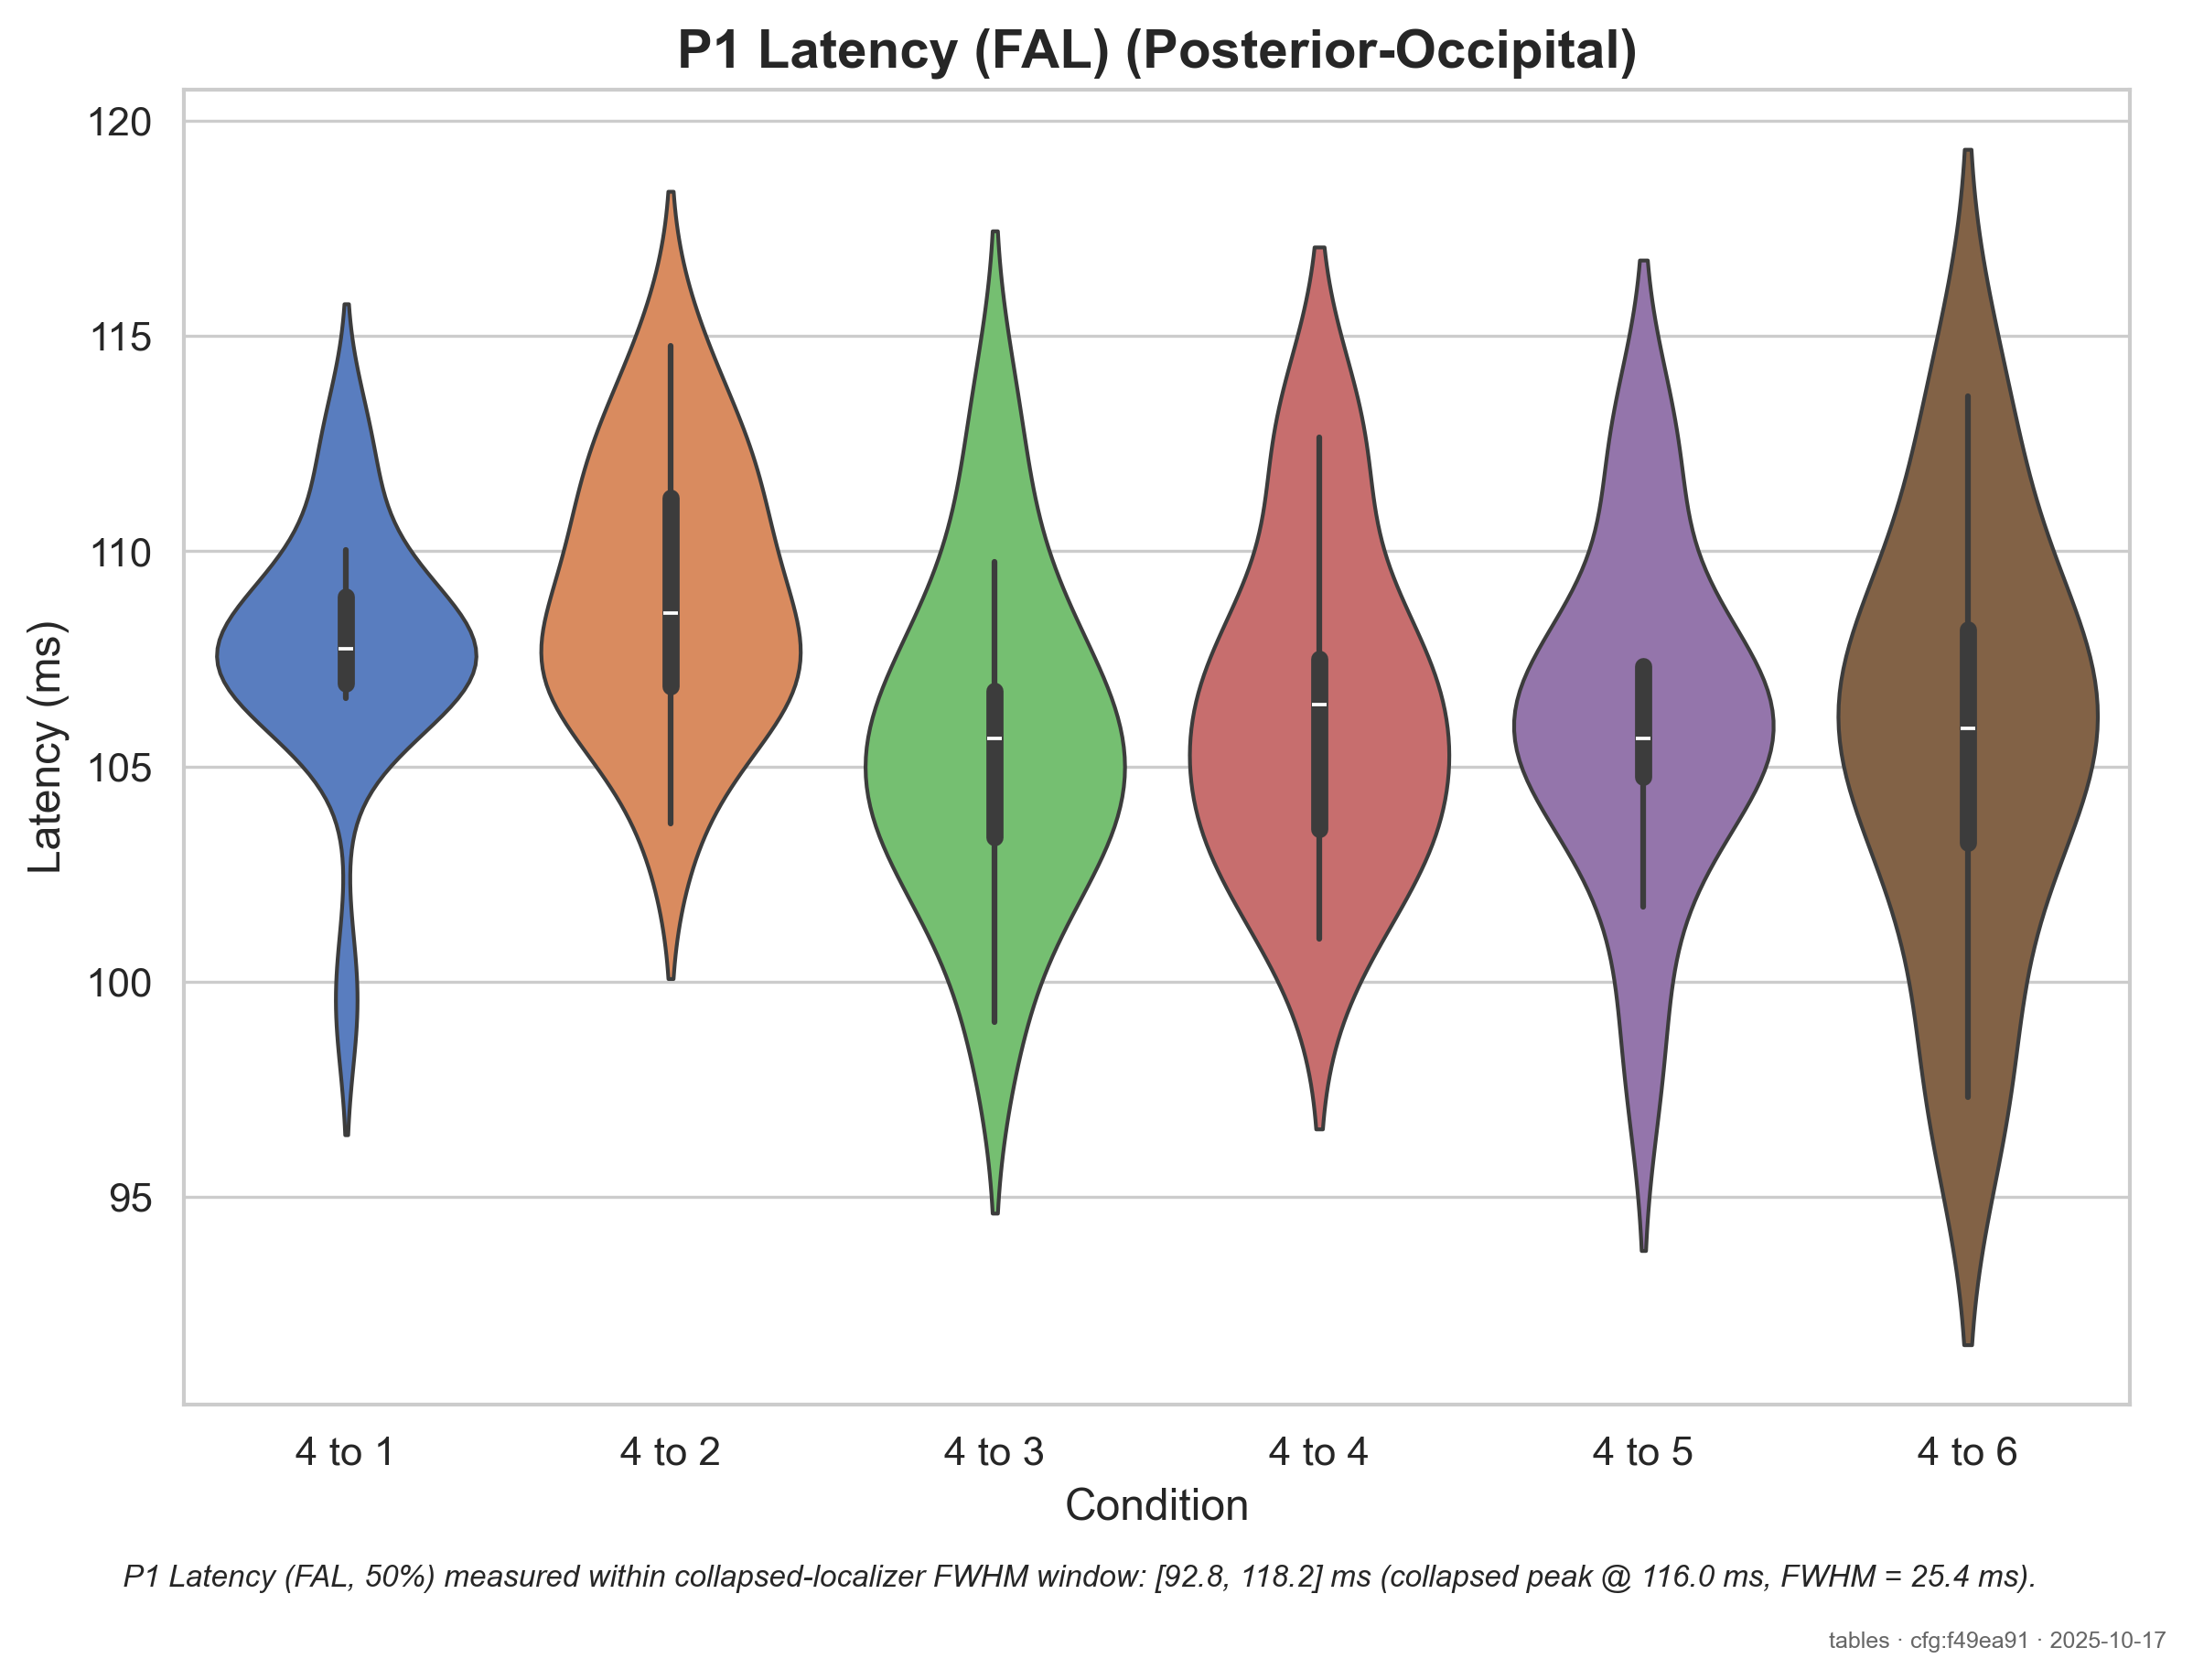 P1 Latency (FAL) (Posterior-Occipital)
120
115
110
105
100
95
Latency (ms)
4 to 1
4 to 2
4 to 3
4 to 4
4 to 5
4 to 6
Condition
P1 Latency (FAL, 50%) measured within collapsed-localizer FWHM window: [92.8, 118.2] ms (collapsed peak @ 116.0 ms, FWHM = 25.4 ms).
tables · cfg:f49ea91 · 2025-10-17